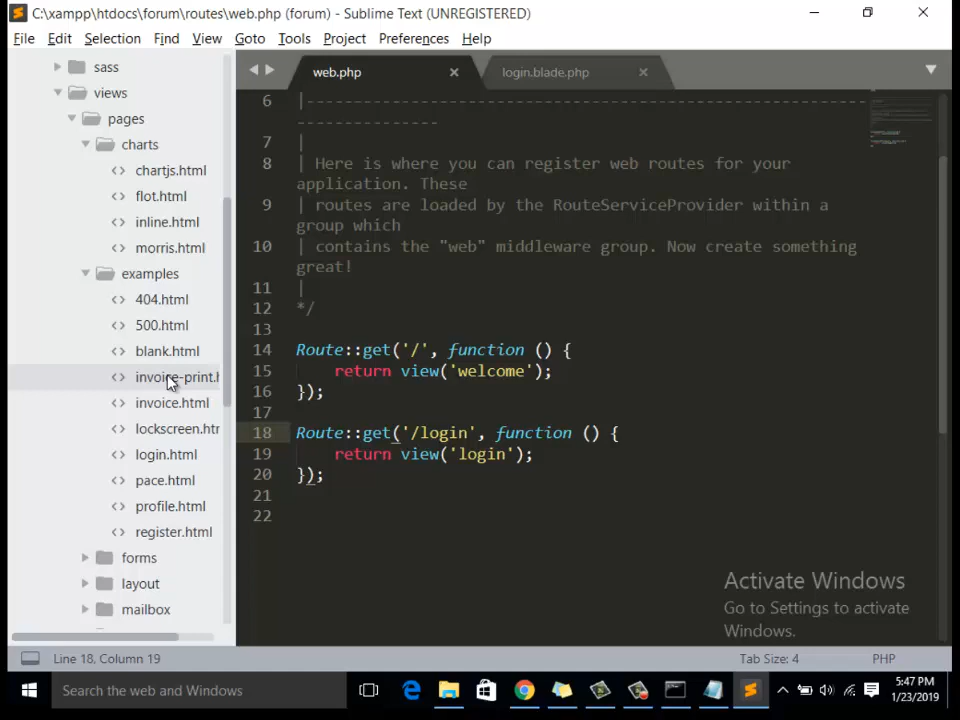 C:\xampp\htdocs\forum\routes\web.php (forum) - Sublime Text (UNREGISTERED)
File Edit Selection Find View Goto Tools Project Preferences Help
sass
views
pages
charts
chartjs.html
flot.html
inline.html
morris.html
examples
404.html
500.html
blank.html
invoice-print.h
invoice.html
lockscreen.htr
login.html
pace.html
profile.html
register.html
forms
layout
mailbox
web.php
login.blade.php
6 |-----------------------------------------------------------
---------------
7 |
8 | Here is where you can register web routes for your
application. These
9 | routes are loaded by the RouteServiceProvider within a
group which
10 | contains the "web" middleware group. Now create something
great!
11 |
12 */
13
14 Route::get('/', function () {
15 return view('welcome');
16 });
17
18 Route::get('/login', function () {
19 return view('login');
20 });
21
22
Activate Windows
Go to Settings to activate
Windows.
Line 18, Column 19
Tab Size: 4
PHP
Search the web and Windows
5:47 PM
1/23/2019